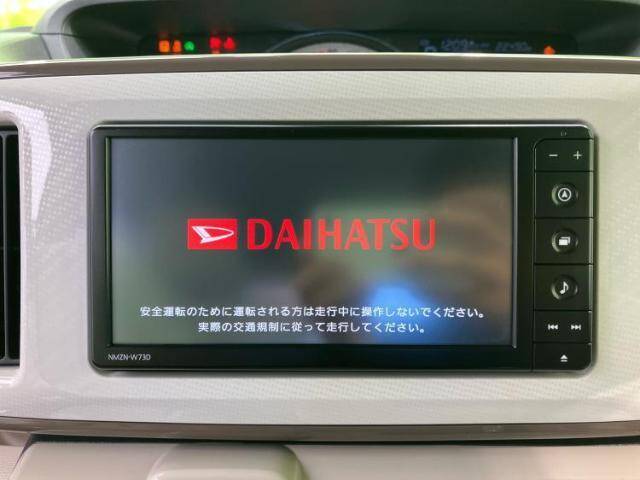 DAIHATSU
安全運転のために運転される方は走行中に操作しないでください。
実際の交通規制に従って走行してください。
NMZN-W73D